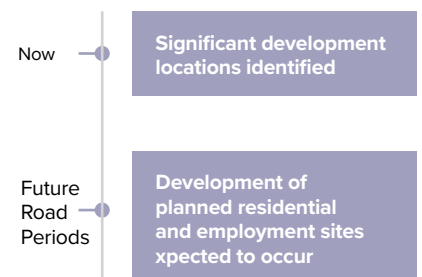 Now
Significant development
locations identified
Future
Road
Periods
Development of
planned residential
and employment sites
xpected to occur